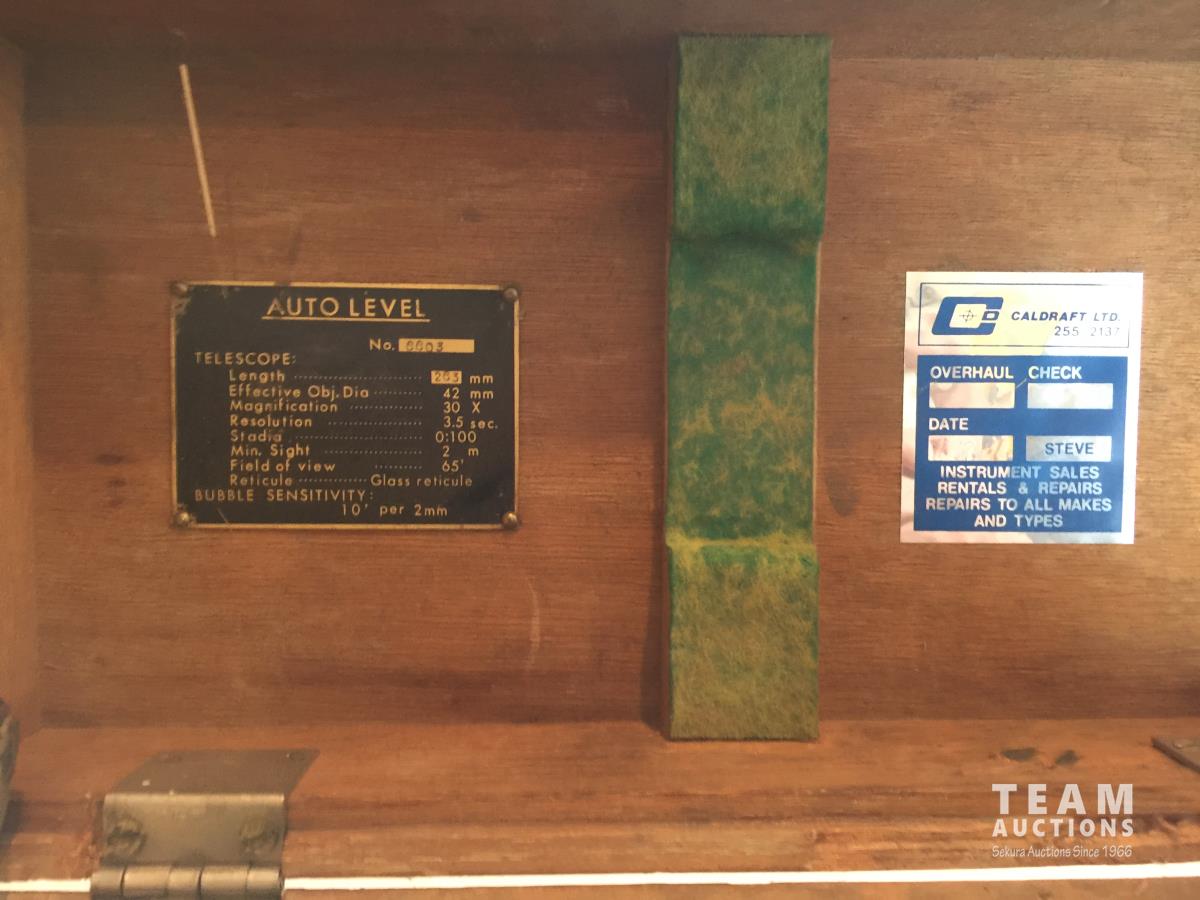 AUTO LEVEL
No.
TELESCOPE:
Length ························ mm
Effective Obj. Dia ········· 42 mm
Magnification ············· 30 X
Resolution ··················· 3.5 sec.
Stadia ························ 0:100
Min. Sight ··················· 2 m
Field of view ········· 65'
Reticule ············· Glass reticule
BUBBLE SENSITIVITY:
10' per 2mm
CD CALDRAFT LTD.
255 2137
OVERHAUL CHECK
DATE
STEVE
INSTRUMENT SALES
RENTALS & REPAIRS
REPAIRS TO ALL MAKES
AND TYPES
TEAM
AUCTIONS
Sekura Auctions Since 1966